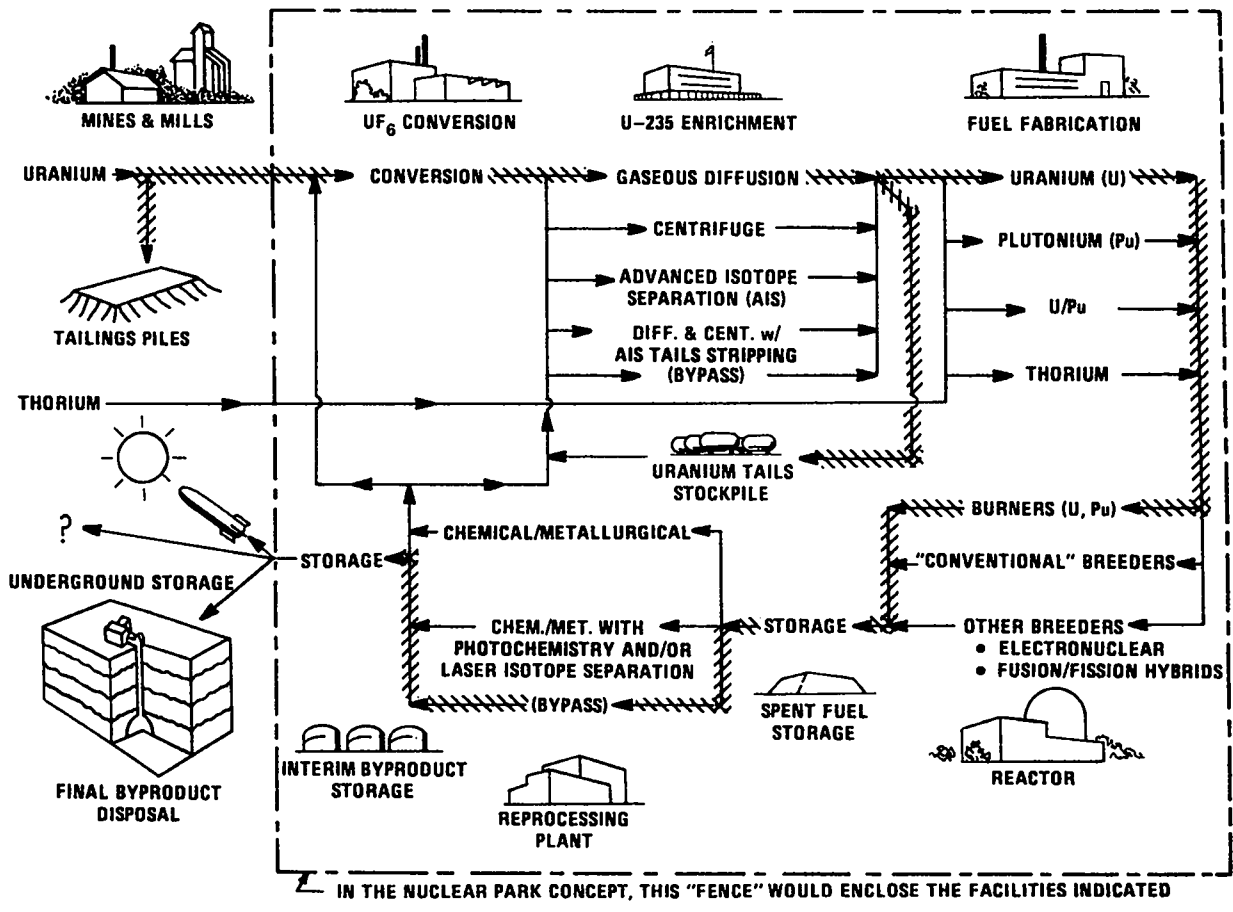 MINES & MILLS
UF6 CONVERSION
U-235 ENRICHMENT
FUEL FABRICATION
URANIUM
CONVERSION
GASEOUS DIFFUSION
URANIUM (U)
CENTRIFUGE
PLUTONIUM (Pu)
ADVANCED ISOTOPE
SEPARATION (AIS)
U/Pu
TAILINGS PILES
DIFF. & CENT. w/
AIS TAILS STRIPPING
(BYPASS)
THORIUM
THORIUM
URANIUM TAILS
STOCKPILE
BURNERS (U, Pu)
?
CHEMICAL/METALLURGICAL
STORAGE
"CONVENTIONAL" BREEDERS
UNDERGROUND STORAGE
CHEM./MET. WITH
PHOTOCHEMISTRY AND/OR
LASER ISOTOPE SEPARATION
STORAGE
OTHER BREEDERS
• ELECTRONUCLEAR
• FUSION/FISSION HYBRIDS
(BYPASS)
SPENT FUEL
STORAGE
REACTOR
INTERIM BYPRODUCT
STORAGE
FINAL BYPRODUCT
DISPOSAL
REPROCESSING
PLANT
IN THE NUCLEAR PARK CONCEPT, THIS "FENCE" WOULD ENCLOSE THE FACILITIES INDICATED